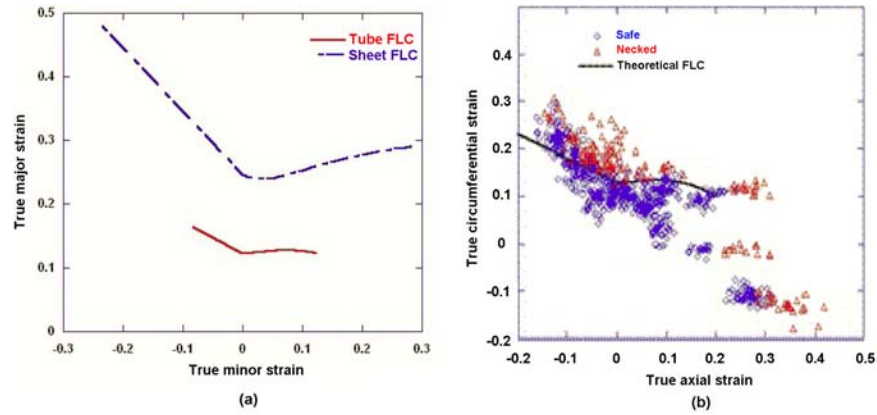 0.5
0.4
0.3
0.2
0.1
0
-0.3
-0.2
-0.1
0
0.1
0.2
0.3
True major strain
True minor strain
Tube FLC
Sheet FLC
(a)
0.4
0.3
0.2
0.1
0
-0.1
-0.2
-0.2
-0.1
0
0.1
0.2
0.3
0.4
0.5
True circumferential strain
True axial strain
Safe
Necked
Theoretical FLC
(b)